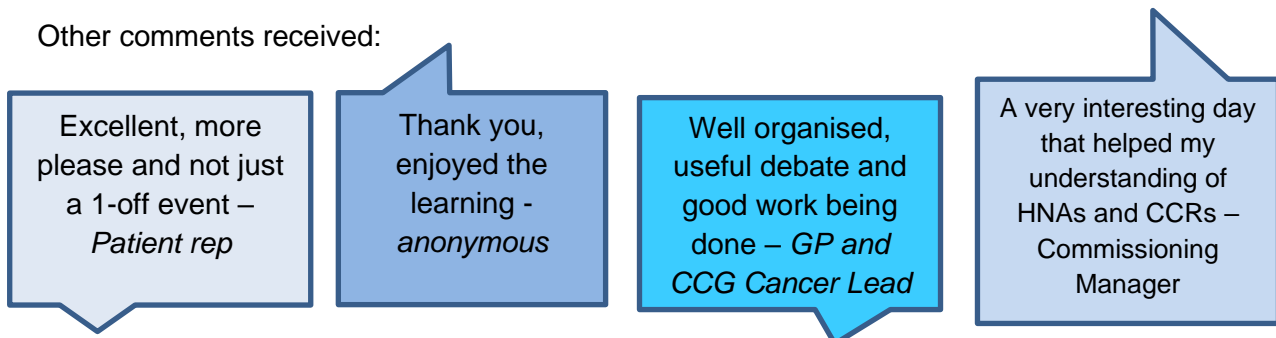 Other comments received:
Excellent, more
please and not just
a 1-off event –
Patient rep
Thank you,
enjoyed the
learning -
anonymous
Well organised,
useful debate and
good work being
done – GP and
CCG Cancer Lead
A very interesting day
that helped my
understanding of
HNAs and CCRs –
Commissioning
Manager